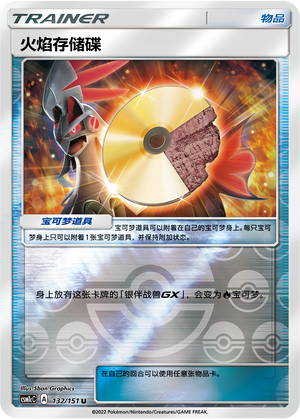 TRAINER 物品
火焰存储碟
宝可梦道具
宝可梦道具可以附着在自己的宝可梦身上。每只宝可
梦身上只可以附着1张宝可梦道具，并保持附加状态。
身上放有这张卡牌的「银伴战兽GX」，会变为宝可梦。
Illus. 5ban Graphics
在自己的回合可以使用任意张物品卡。
A 132/151 U
©2022 Pokémon/Nintendo/Creatures/GAME FREAK.